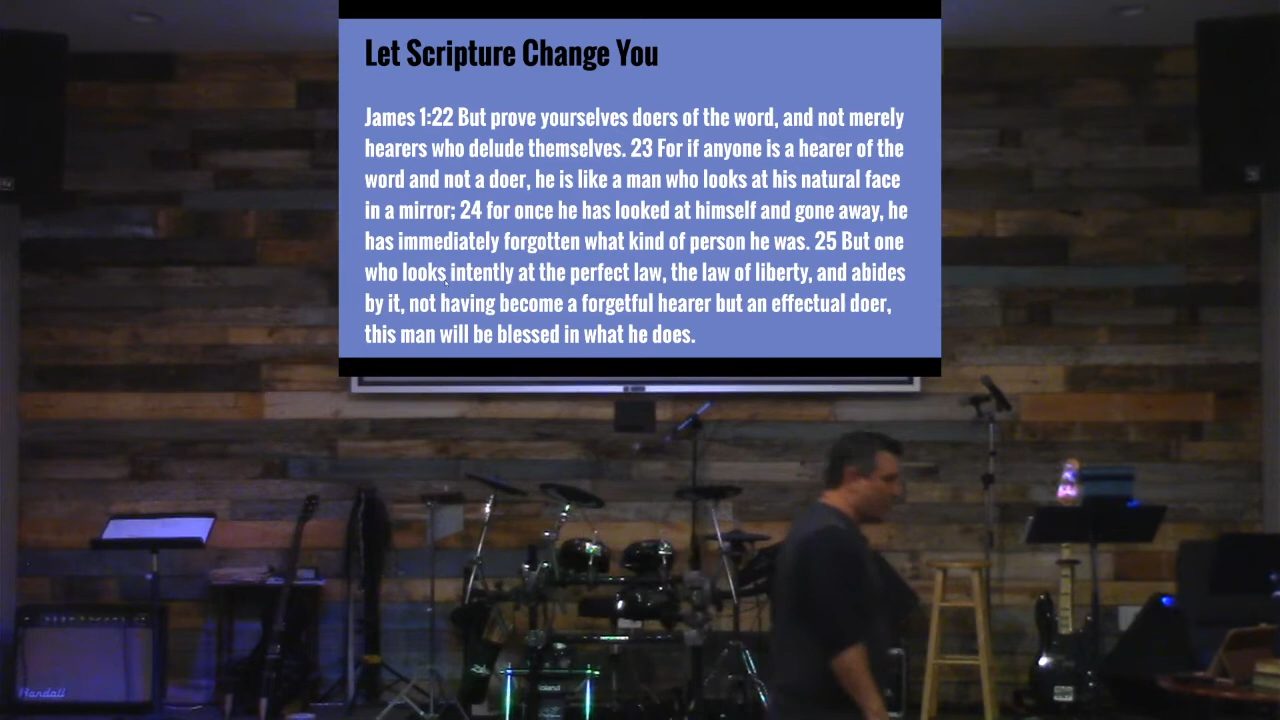 Let Scripture Change You
James 1:22 But prove yourselves doers of the word, and not merely
hearers who delude themselves. 23 For if anyone is a hearer of the
word and not a doer, he is like a man who looks at his natural face
in a mirror; 24 for once he has looked at himself and gone away, he
has immediately forgotten what kind of person he was. 25 But one
who looks intently at the perfect law, the law of liberty, and abides
by it, not having become a forgetful hearer but an effectual doer,
this man will be blessed in what he does.
Randall
Roland